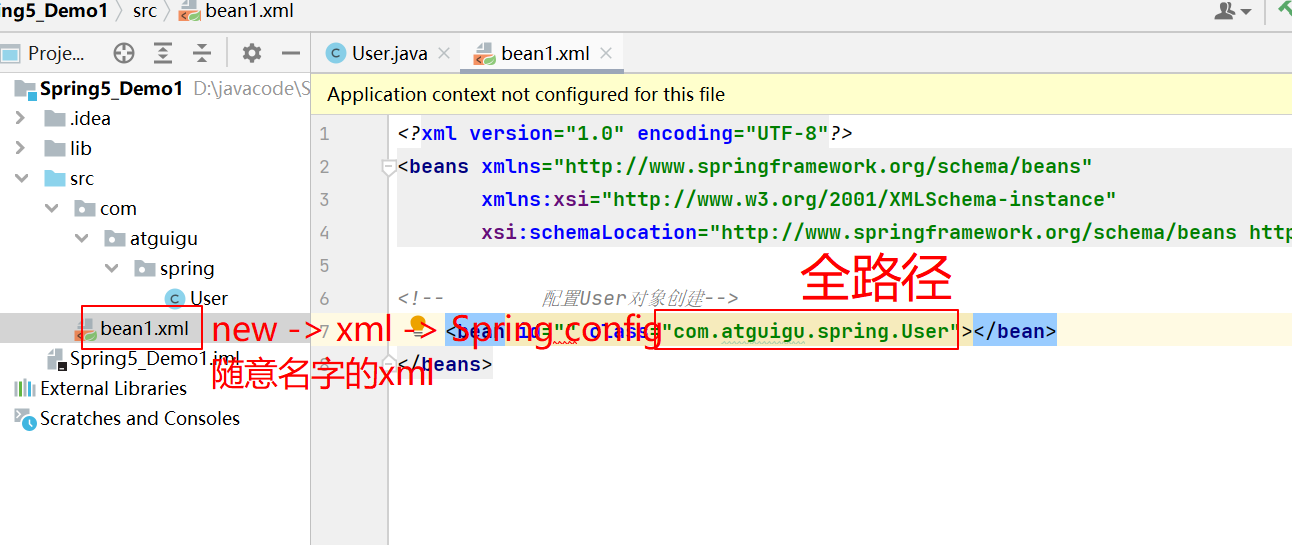 ng5_Demo1 src bean1.xml
Proje...
User.java bean1.xml
Spring5_Demo1 D:\javacode\S
Application context not configured for this file
.idea
lib
src
com
atguigu
spring
User
bean1.xml
Spring5_Demo1.iml
External Libraries
Scratches and Consoles
1 <?xml version="1.0" encoding="UTF-8"?>
2 <beans xmlns="http://www.springframework.org/schema/beans"
3 xmlns:xsi="http://www.w3.org/2001/XMLSchema-instance"
4 xsi:schemaLocation="http://www.springframework.org/schema/beans http
5
6 <!-- 配置User对象创建-->
7 <bean id="" class="com.atguigu.spring.User"></bean>
8 </beans>
全路径
new -> xml -> Spring config
随意名字的xml